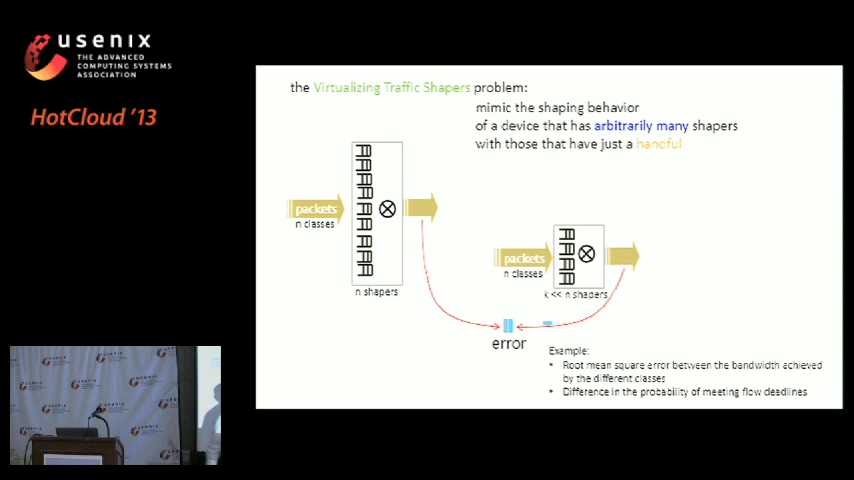 usenix
THE ADVANCED
COMPUTING SYSTEMS
ASSOCIATION
HotCloud '13
the Virtualizing Traffic Shapers problem:
mimic the shaping behavior
of a device that has arbitrarily many shapers
with those that have just a handful
packets
n classes
n shapers
packets
n classes
k << n shapers
error
Example:
• Root mean square error between the bandwidth achieved
by the different classes
• Difference in the probability of meeting flow deadlines